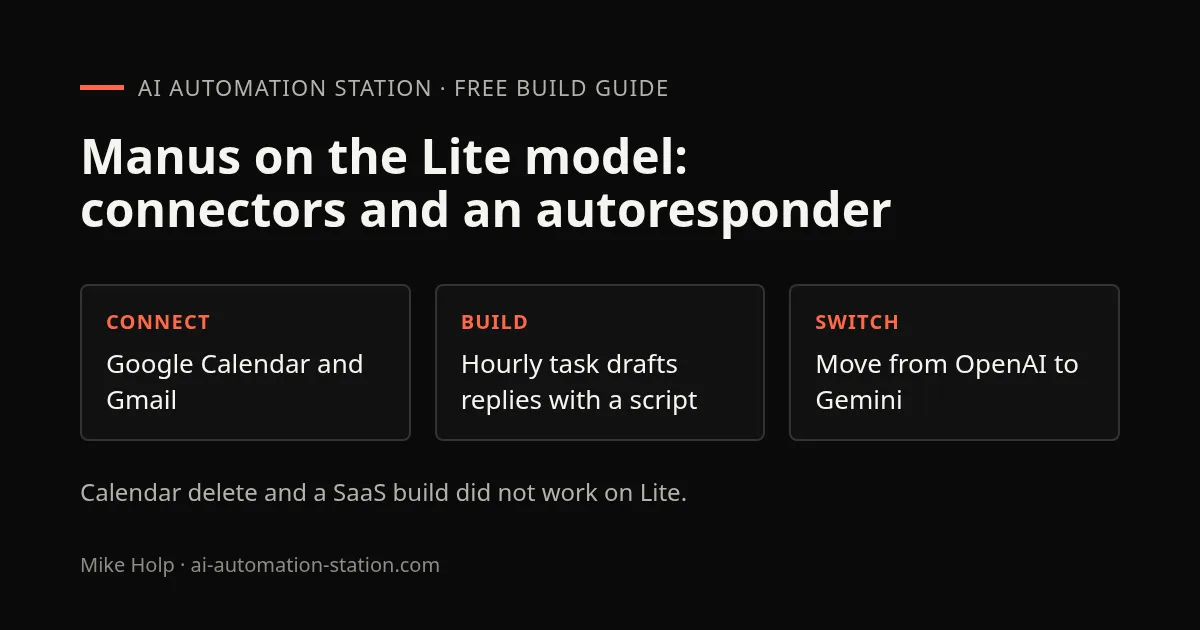 AI AUTOMATION STATION · FREE BUILD GUIDE
Manus on the Lite model:
connectors and an autoresponder
CONNECT
Google Calendar and
Gmail
BUILD
Hourly task drafts
replies with a script
SWITCH
Move from OpenAI to
Gemini
Calendar delete and a SaaS build did not work on Lite.
Mike Holp · ai-automation-station.com